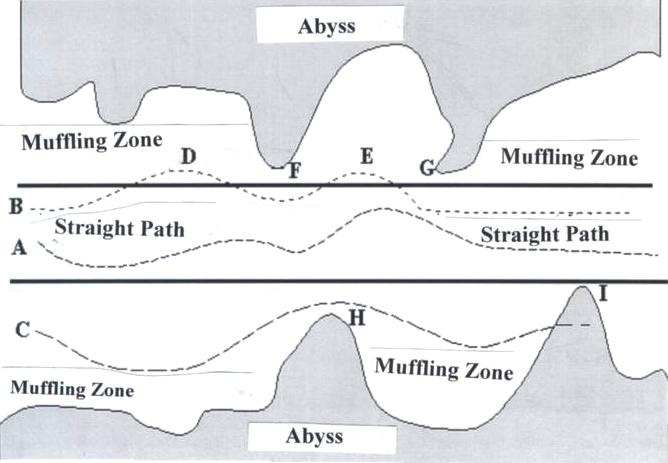 Abyss
Muffling Zone
D
F
E
G
Muffling Zone
B
Straight Path
A
Straight Path
I
C
H
Muffling Zone
Muffling Zone
Abyss